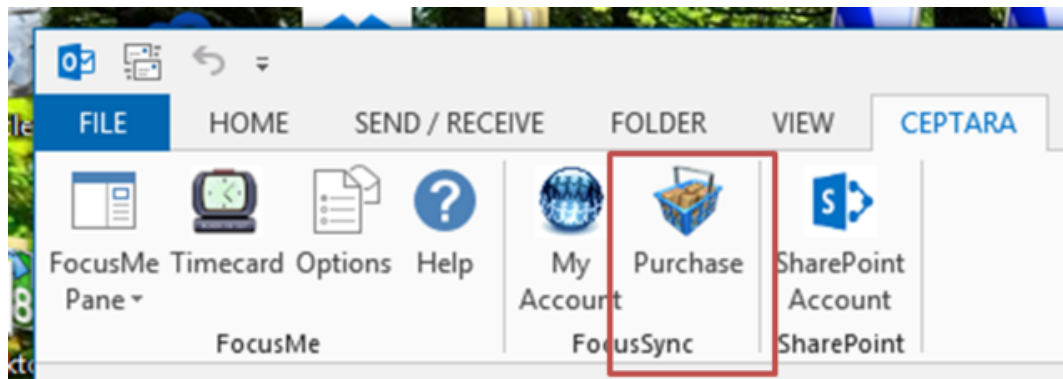 FILE HOME SEND / RECEIVE FOLDER VIEW CEPTARA
FocusMe Timecard Options Help My Purchase SharePoint
Pane Account Account
FocusMe FocusSync SharePoint